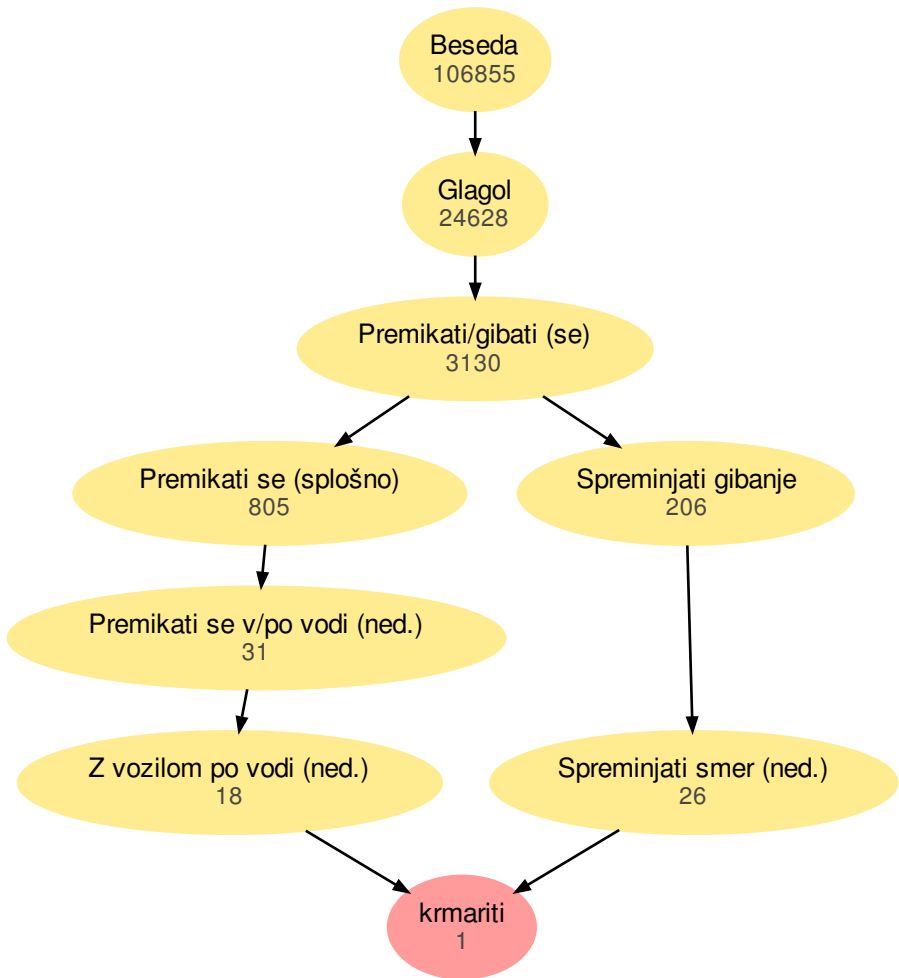 Beseda
106855
Glagol
24628
Premikati/gibati (se)
3130
Premikati se (splošno)
805
Spreminjati gibanje
206
Premikati se v/po vodi (ned.)
31
Z vozilom po vodi (ned.)
18
Spreminjati smer (ned.)
26
krmariti
1